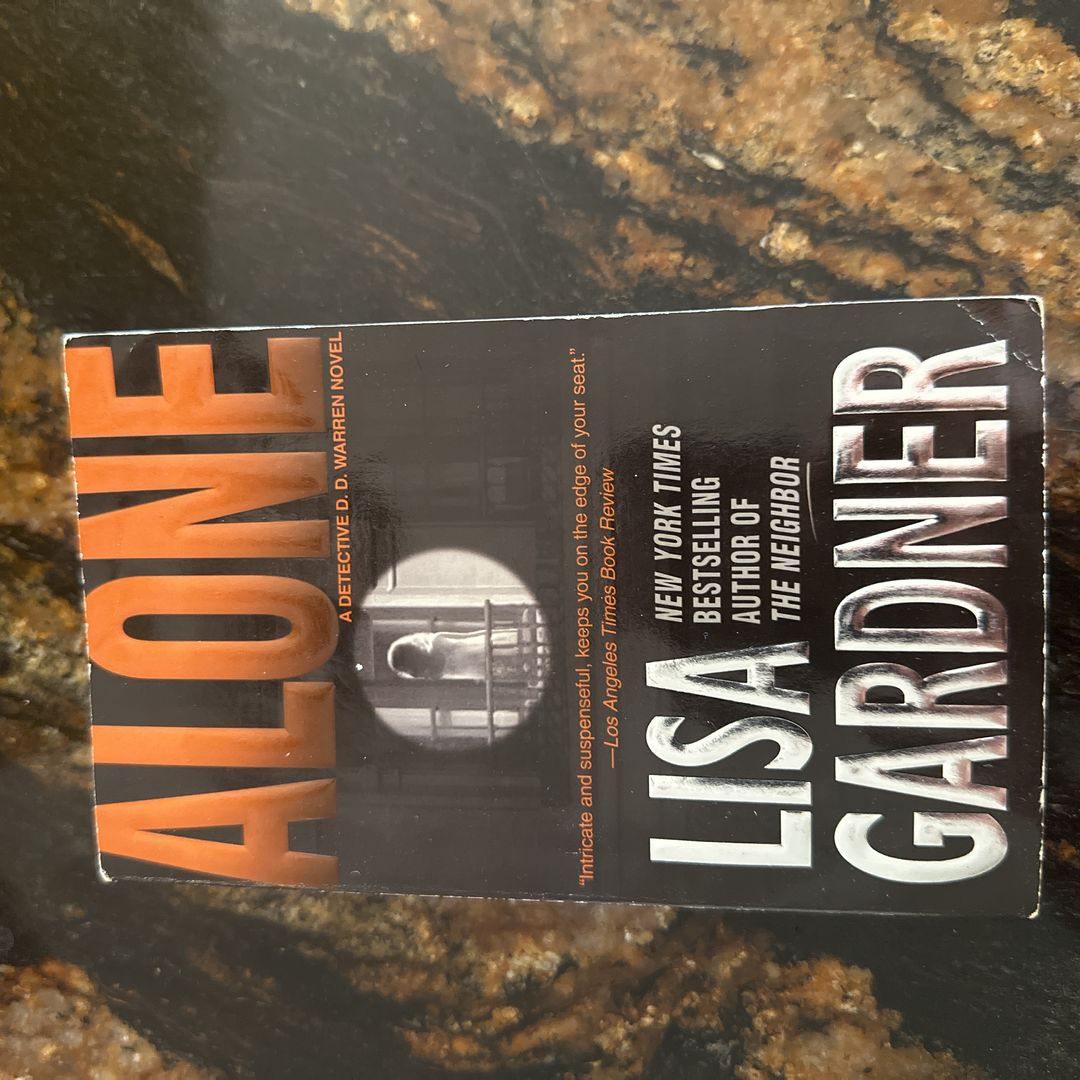 ALONE
A DETECTIVE D. D. WARREN NOVEL
“Intricate and suspenseful, keeps you on the edge of your seat.”
—Los Angeles Times Book Review
NEW YORK TIMES
BESTSELLING
AUTHOR OF
THE NEIGHBOR
LISA
GARDNER